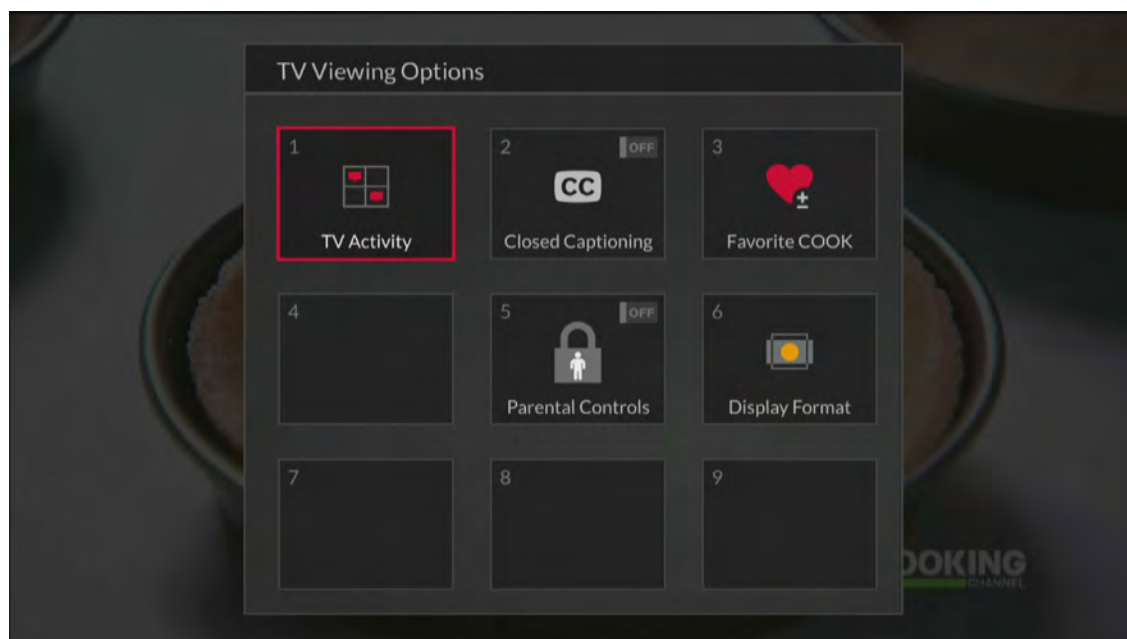 TV Viewing Options
1
TV Activity
2 OFF
CC
Closed Captioning
3
±
Favorite COOK
4
5 OFF
Parental Controls
6
Display Format
7
8
9
OOKING
CHANNEL